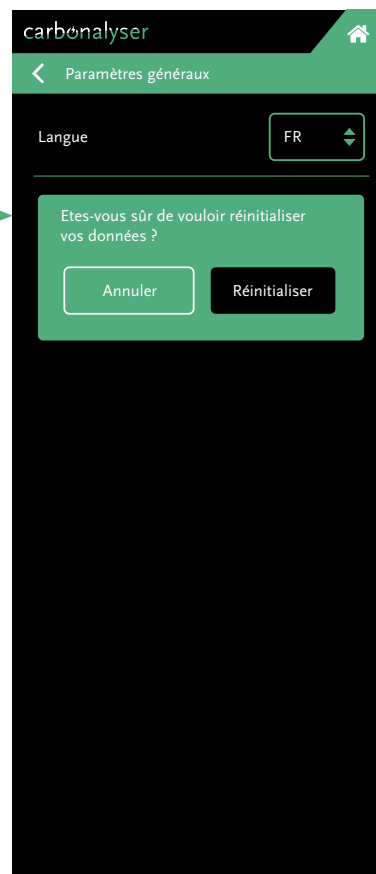 carbonalyser
Paramètres généraux
Langue
FR
Etes-vous sûr de vouloir réinitialiser
vos données ?
Annuler
Réinitialiser